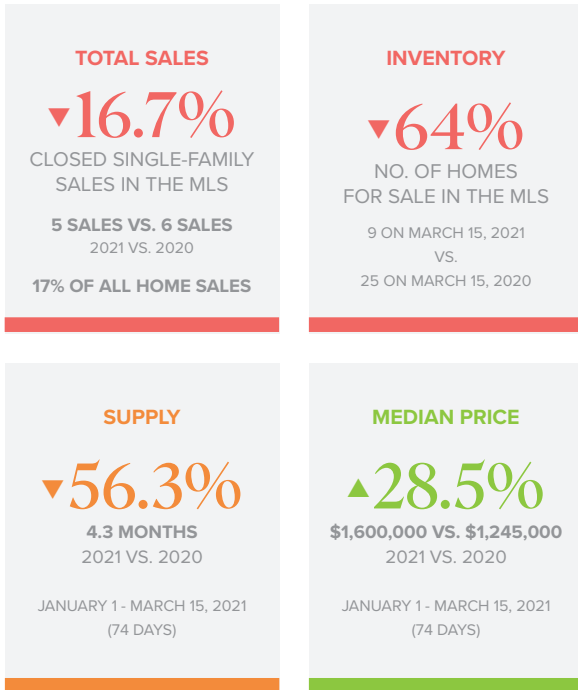 TOTAL SALES
▼16.7%
CLOSED SINGLE-FAMILY
SALES IN THE MLS
5 SALES VS. 6 SALES
2021 VS. 2020
17% OF ALL HOME SALES
INVENTORY
▼64%
NO. OF HOMES
FOR SALE IN THE MLS
9 ON MARCH 15, 2021
VS.
25 ON MARCH 15, 2020
SUPPLY
▼56.3%
4.3 MONTHS
2021 VS. 2020
JANUARY 1 - MARCH 15, 2021
(74 DAYS)
MEDIAN PRICE
▲28.5%
$1,600,000 VS. $1,245,000
2021 VS. 2020
JANUARY 1 - MARCH 15, 2021
(74 DAYS)